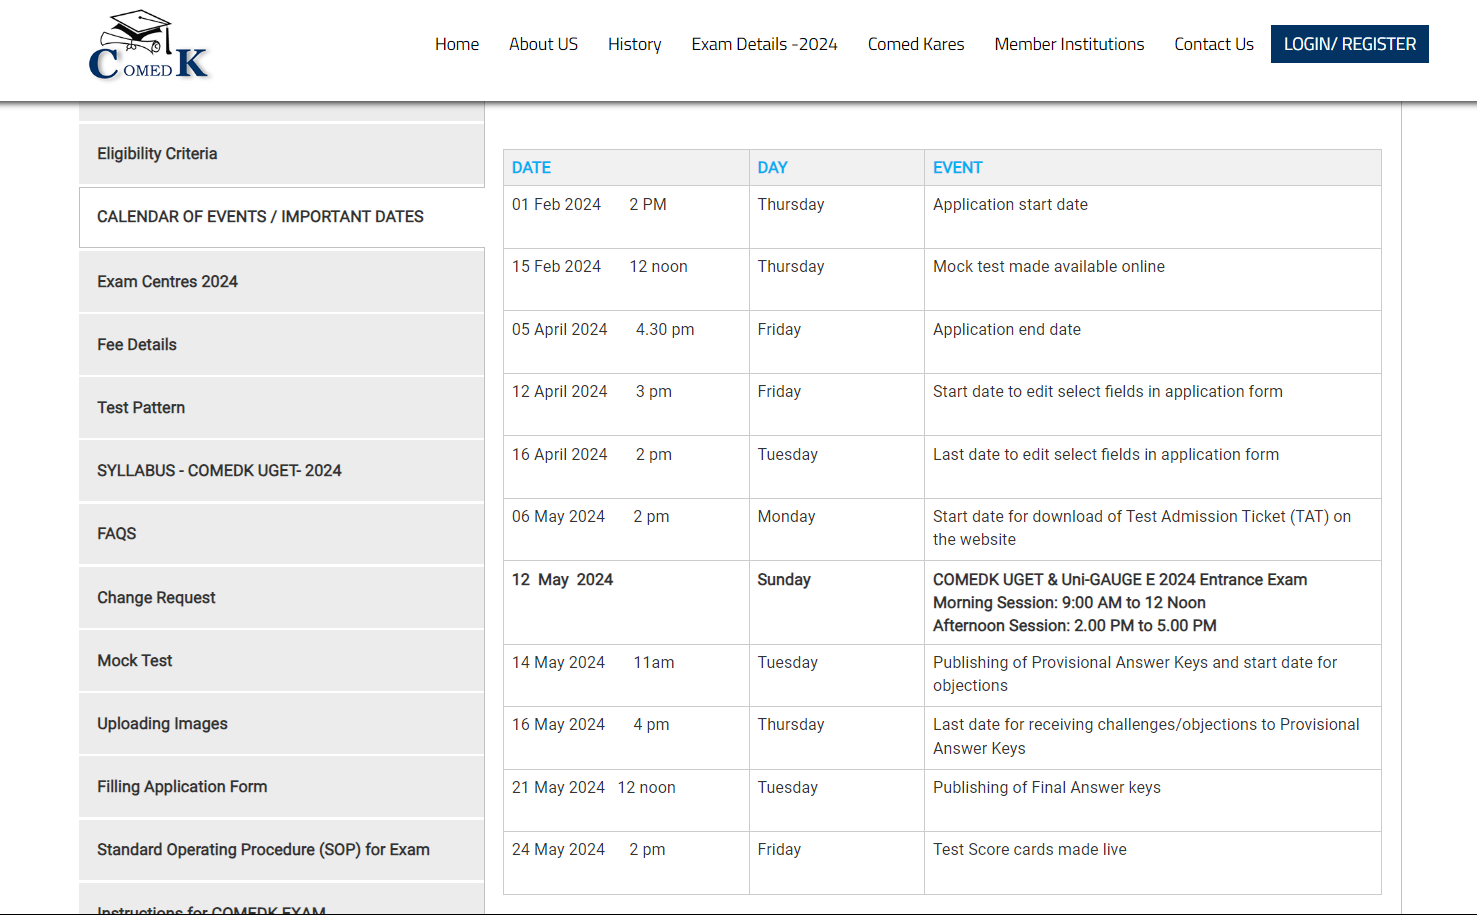 COMEDK
Home About US History Exam Details -2024 Comed Kares Member Institutions Contact Us LOGIN/ REGISTER
Eligibility Criteria
CALENDAR OF EVENTS / IMPORTANT DATES
Exam Centres 2024
Fee Details
Test Pattern
SYLLABUS - COMEDK UGET- 2024
FAQS
Change Request
Mock Test
Uploading Images
Filling Application Form
Standard Operating Procedure (SOP) for Exam
Instructions for COMEDK EXAM
DATE DAY EVENT
01 Feb 2024 2 PM Thursday Application start date
15 Feb 2024 12 noon Thursday Mock test made available online
05 April 2024 4.30 pm Friday Application end date
12 April 2024 3 pm Friday Start date to edit select fields in application form
16 April 2024 2 pm Tuesday Last date to edit select fields in application form
06 May 2024 2 pm Monday Start date for download of Test Admission Ticket (TAT) on
the website
12 May 2024 Sunday COMEDK UGET & Uni-GAUGE E 2024 Entrance Exam
Morning Session: 9:00 AM to 12 Noon
Afternoon Session: 2.00 PM to 5.00 PM
14 May 2024 11am Tuesday Publishing of Provisional Answer Keys and start date for
objections
16 May 2024 4 pm Thursday Last date for receiving challenges/objections to Provisional
Answer Keys
21 May 2024 12 noon Tuesday Publishing of Final Answer keys
24 May 2024 2 pm Friday Test Score cards made live